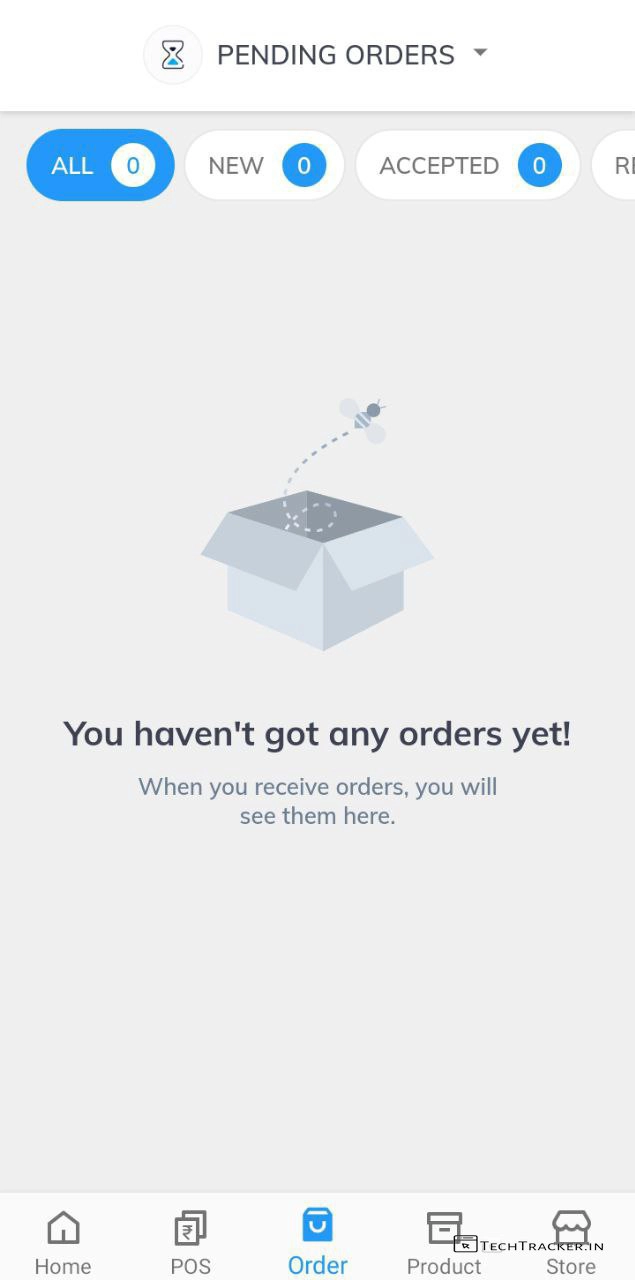 PENDING ORDERS
ALL 0 NEW 0 ACCEPTED 0
You haven't got any orders yet!
When you receive orders, you will
see them here.
Home POS Order Product Store
TECHTRACKER.IN